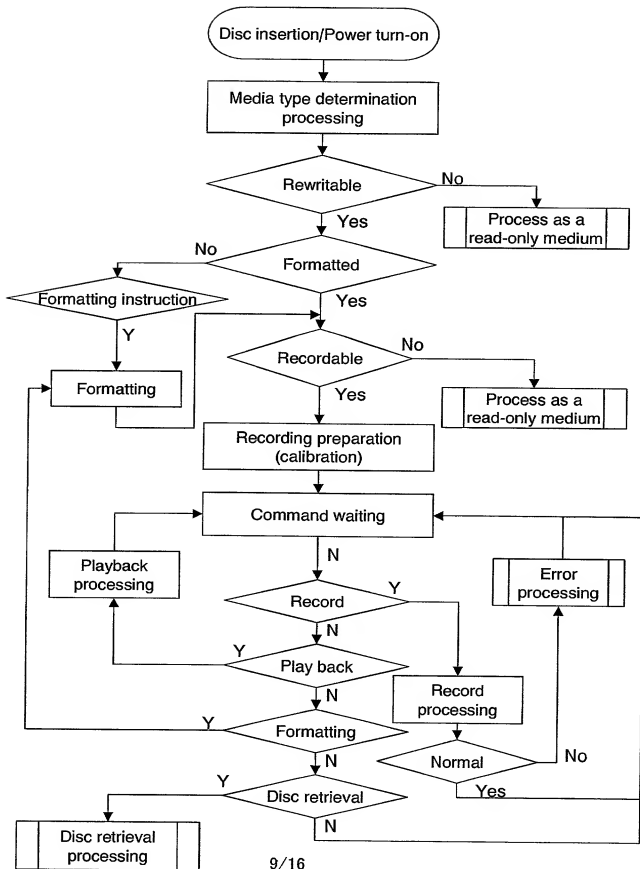 Disc insertion/Power turn-on
Media type determination
processing
Rewritable
No
Yes
Process as a
read-only medium
No
Formatted
Yes
Formatting instruction
Y
No
Recordable
Formatting
Yes
Process as a
read-only medium
Recording preparation
(calibration)
Command waiting
N
Playback
processing
Error
processing
Y
Record
N
Y
Play back
Record
processing
N
Y
Formatting
Normal
No
N
Yes
Y
Disc retrieval
N
Disc retrieval
processing
9/16